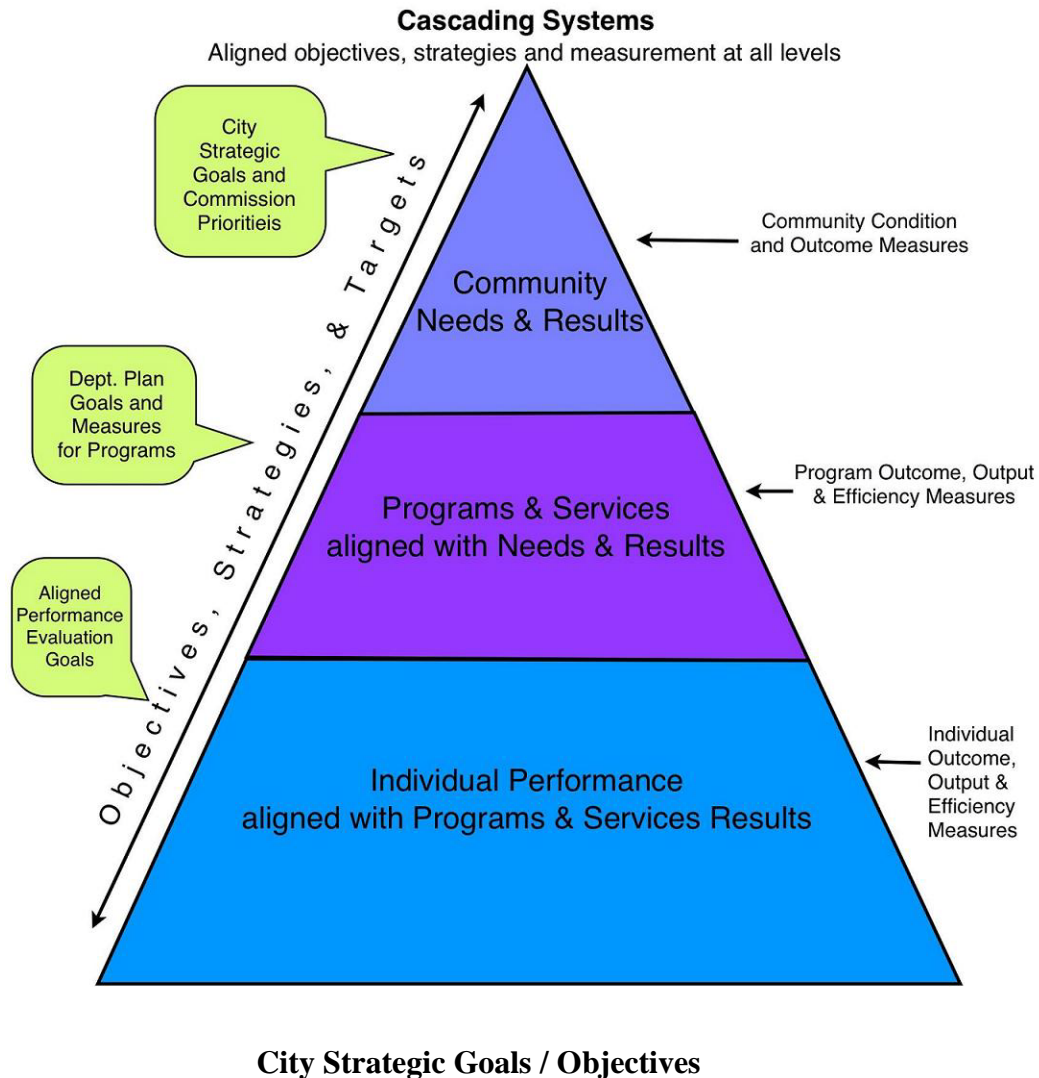 Cascading Systems
Aligned objectives, strategies and measurement at all levels
City
Strategic
Goals and
Commission
Prioritieis
Objectives, Strategies, & Targets
Community Condition
and Outcome Measures
Community
Needs & Results
Dept. Plan
Goals and
Measures
for Programs
Program Outcome, Output
& Efficiency Measures
Programs & Services
aligned with Needs & Results
Aligned
Performance
Evaluation
Goals
Individual
Outcome,
Output &
Efficiency
Measures
Individual Performance
aligned with Programs & Services Results
City Strategic Goals / Objectives